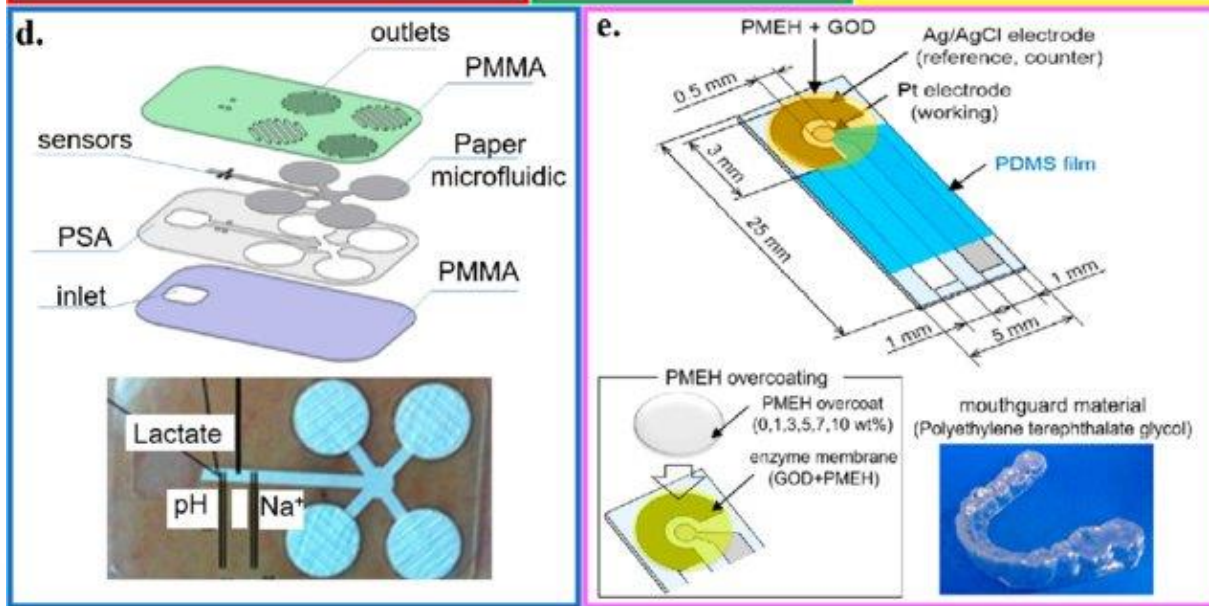 d.
outlets
PMMA
sensors
Paper
microfluidic
PSA
PMMA
inlet
Lactate
pH
Na⁺
e.
PMEH + GOD
Ag/AgCl electrode
(reference, counter)
0.5 mm
Pt electrode
(working)
3 mm
PDMS film
25 mm
1 mm
1 mm
5 mm
PMEH overcoating
PMEH overcoat
(0,1,3,5,7,10 wt%)
enzyme membrane
(GOD+PMEH)
mouthguard material
(Polyethylene terephthalate glycol)